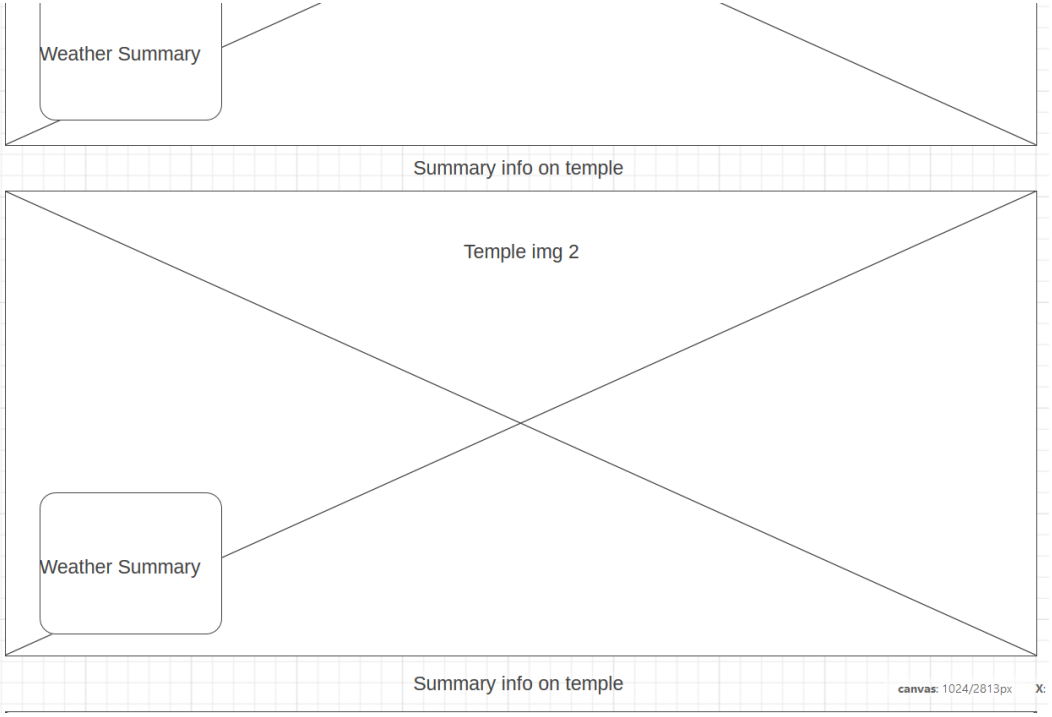 Weather Summary
Summary info on temple
Temple img 2
Weather Summary
Summary info on temple
canvas: 1024/2813px X: